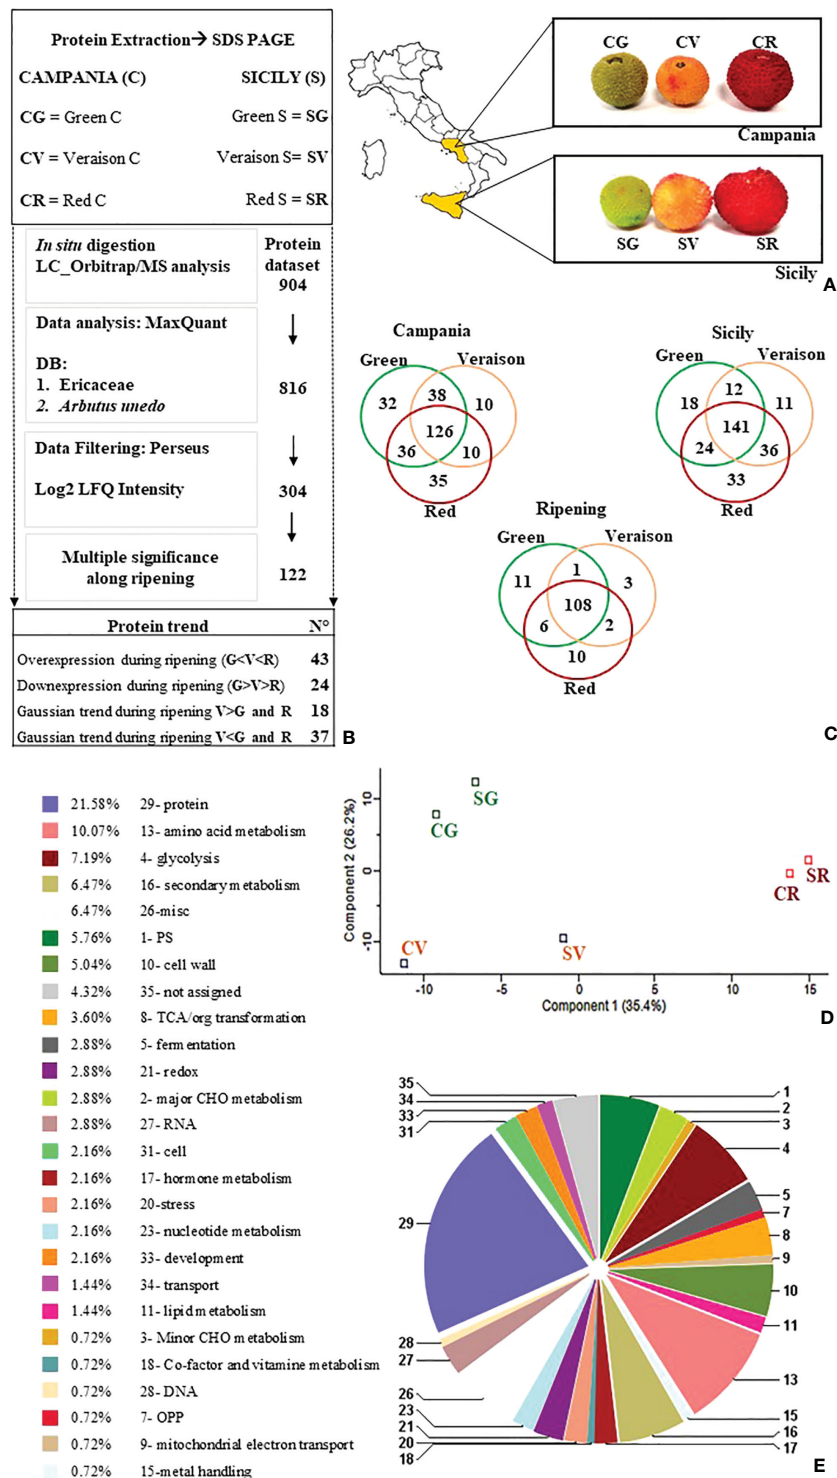 Protein Extraction→ SDS PAGE
CAMPANIA (C) SICILY (S)
CG = Green C Green S = SG
CV = Veraison C Veraison S= SV
CR = Red C Red S = SR
In situ digestion
LC_Orbitrap/MS analysis
Protein
dataset
904
Data analysis: MaxQuant
DB:
1. Ericaceae
2. Arbutus unedo
816
Data Filtering: Perseus
Log2 LFQ Intensity
304
Multiple significance
along ripening
122
Protein trend N°
Overexpression during ripening (G<V<R) 43
Downexpression during ripening (G>V>R) 24
Gaussian trend during ripening V>G and R 18
Gaussian trend during ripening V<G and R 37
B
CG CV CR
Campania
SG SV SR
Sicily
A
Campania
Green Veraison
32 38 10
126
36 10
35
Red
Sicily
Green Veraison
18 12 11
141
24 36
33
Red
Ripening
Green Veraison
11 1 3
108
6 2
10
Red
C
21.58% 29- protein
10.07% 13- amino acid metabolism
7.19% 4- glycolysis
6.47% 16- secondary metabolism
6.47% 26-misc
5.76% 1- PS
5.04% 10- cell wall
4.32% 35- not assigned
3.60% 8- TCA/org transformation
2.88% 5- fermentation
2.88% 21- redox
2.88% 2- major CHO metabolism
2.88% 27- RNA
2.16% 31- cell
2.16% 17- hormone metabolism
2.16% 20-stress
2.16% 23- nucleotide metabolism
2.16% 33- development
1.44% 34- transport
1.44% 11- lipid metabolism
0.72% 3- Minor CHO metabolism
0.72% 18- Co-factor and vitamine metabolism
0.72% 28- DNA
0.72% 7- OPP
0.72% 9- mitochondrial electron transport
0.72% 15-metal handling
Component 2 (26.2%)
10
0
-10
SG
CG
SR
CR
CV
SV
-10 -5 0 5 10 15
Component 1 (35.4%)
D
35
34
33
31
29
28
27
26
23
21
20
18
1
2
3
4
5
7
8
9
10
11
13
15
16
17
E